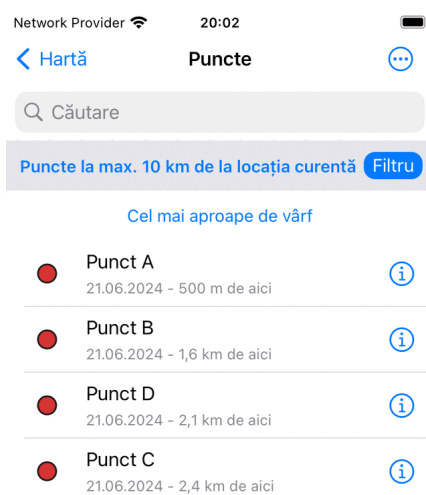 Network Provider 20:02
Hartă Puncte
Căutare
Puncte la max. 10 km de la locația curentă Filtru
Cel mai aproape de vârf
Punct A
21.06.2024 - 500 m de aici
Punct B
21.06.2024 - 1,6 km de aici
Punct D
21.06.2024 - 2,1 km de aici
Punct C
21.06.2024 - 2,4 km de aici